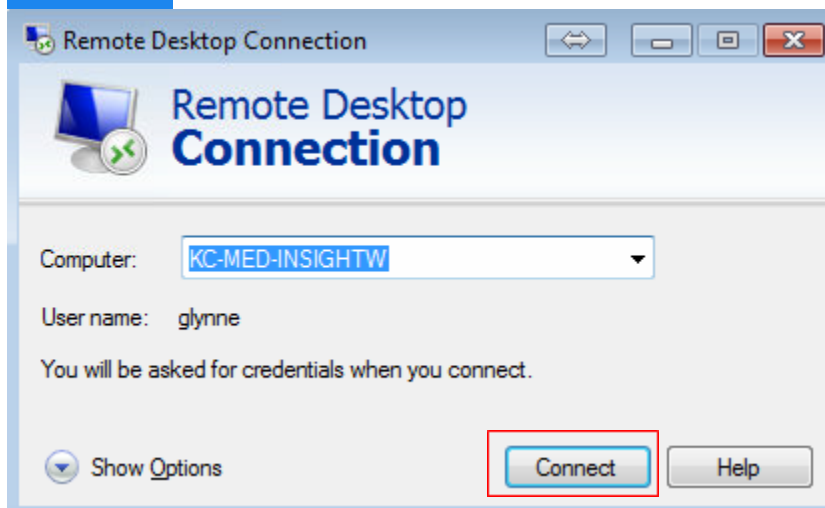 Remote Desktop Connection
Remote Desktop
Connection
Computer: KC-MED-INSIGHTW
User name: glynne
You will be asked for credentials when you connect.
Show Options Connect Help